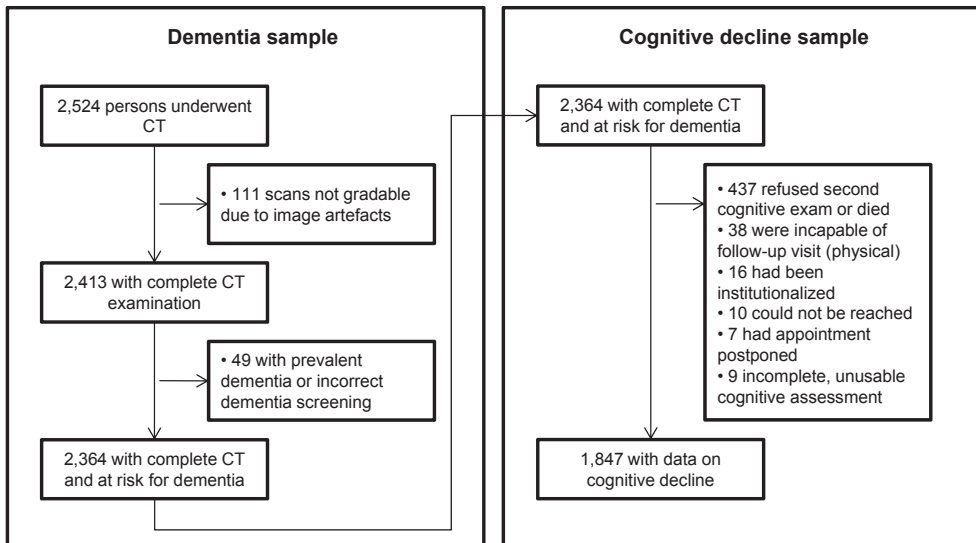 Dementia sample
2,524 persons underwent
CT
• 111 scans not gradable
due to image artefacts
2,413 with complete CT
examination
• 49 with prevalent
dementia or incorrect
dementia screening
2,364 with complete CT
and at risk for dementia
Cognitive decline sample
2,364 with complete CT
and at risk for dementia
• 437 refused second
cognitive exam or died
• 38 were incapable of
follow-up visit (physical)
• 16 had been
institutionalized
• 10 could not be reached
• 7 had appointment
postponed
• 9 incomplete, unusable
cognitive assessment
1,847 with data on
cognitive decline